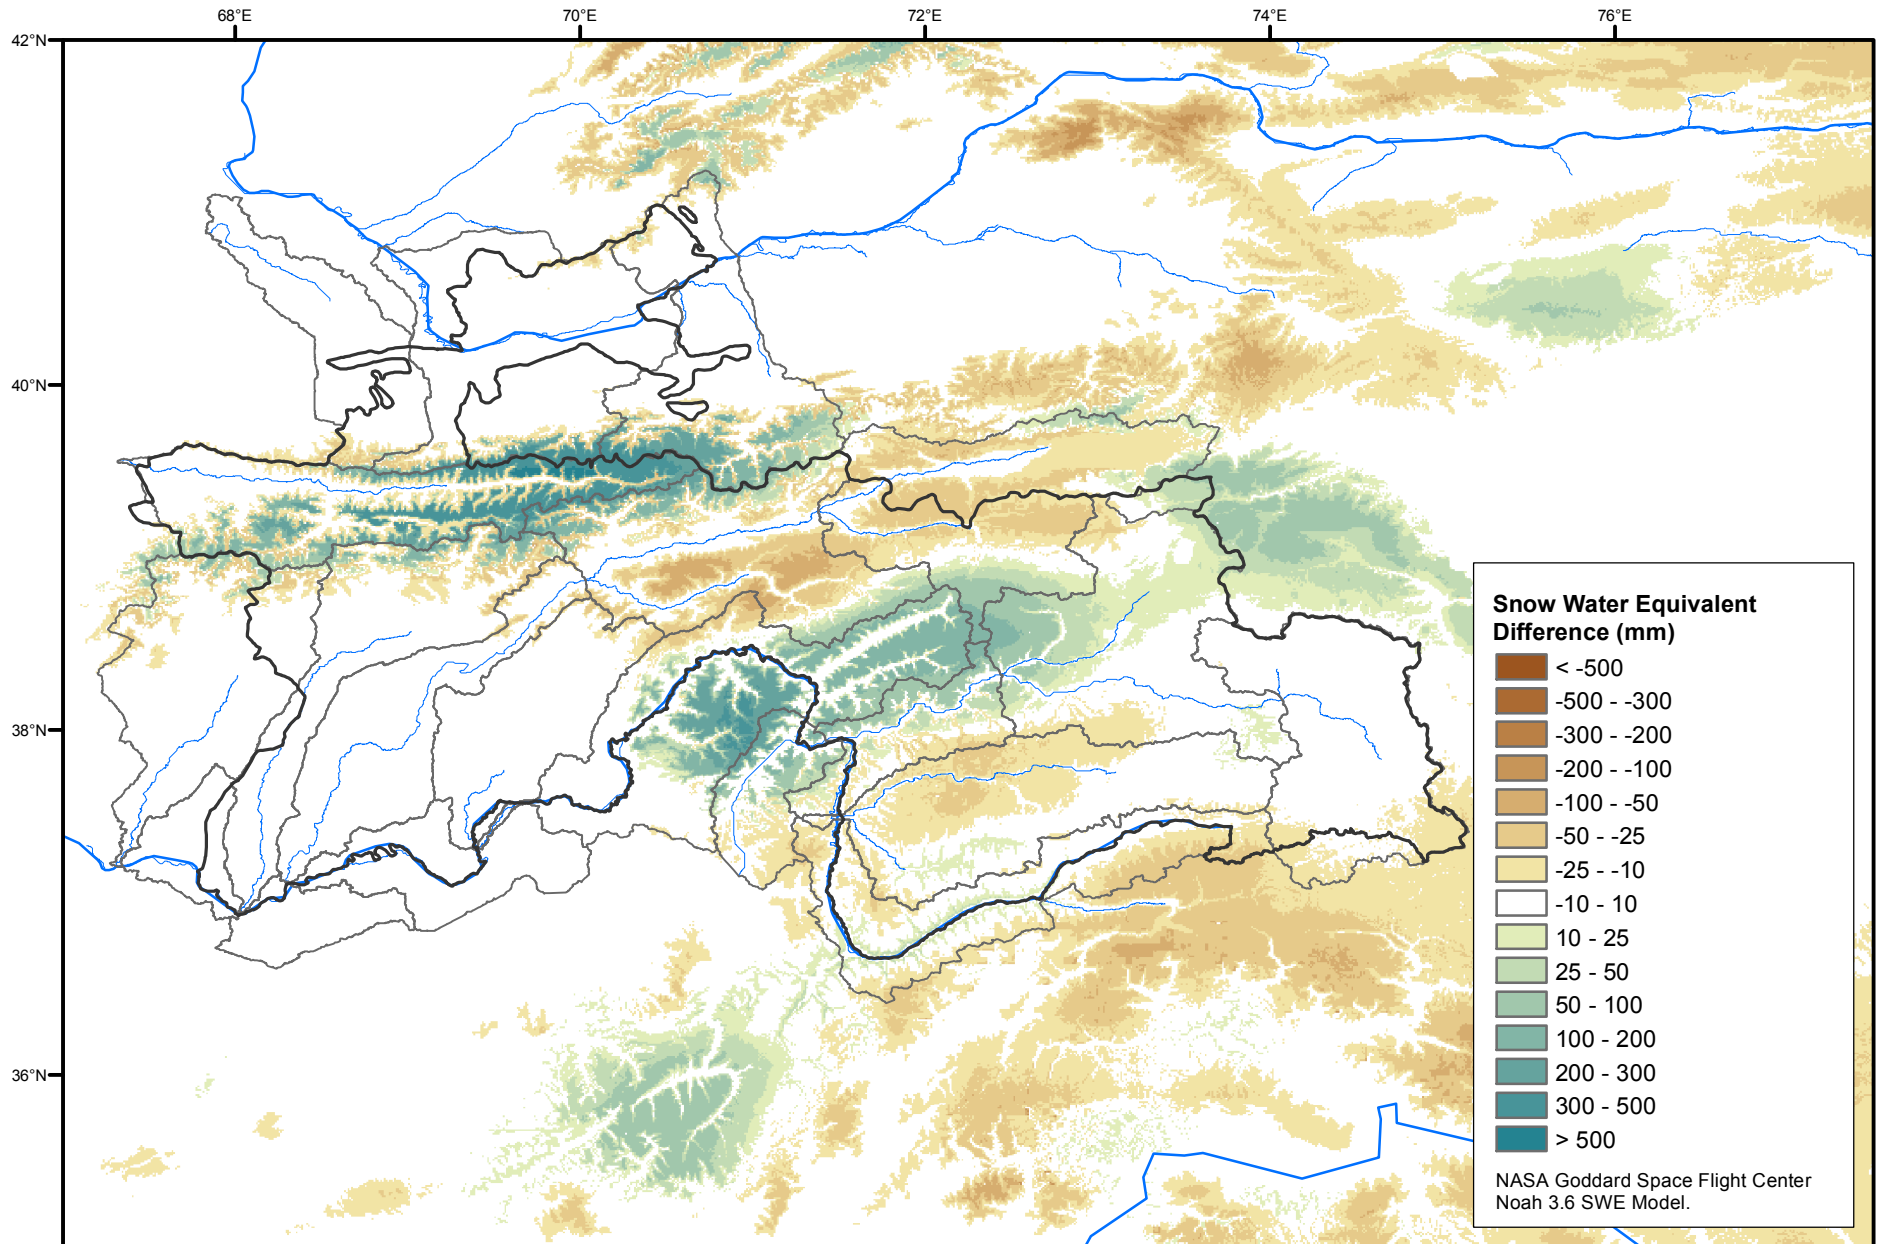 68°E
70°E
72°E
74°E
76°E
42°N
40°N
38°N
36°N
Snow Water Equivalent
Difference (mm)
< -500
-500 - -300
-300 - -200
-200 - -100
-100 - -50
-50 - -25
-25 - -10
-10 - 10
10 - 25
25 - 50
50 - 100
100 - 200
200 - 300
300 - 500
> 500
NASA Goddard Space Flight Center
Noah 3.6 SWE Model.